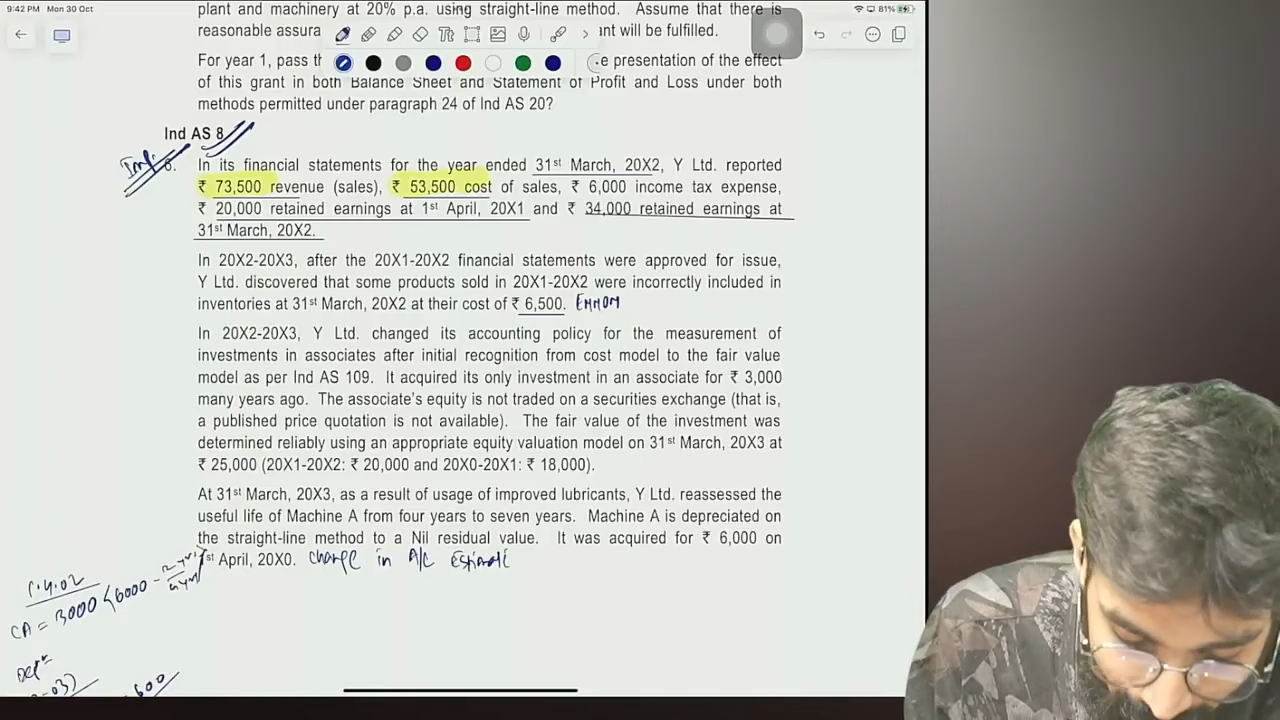 9:42 PM Mon 30 Oct
81%
plant and machinery at 20% p.a. using straight-line method. Assume that there is
reasonable assura ant will be fulfilled.
For year 1, pass th e presentation of the effect
of this grant in both Balance Sheet and Statement of Profit and Loss under both
methods permitted under paragraph 24 of Ind AS 20?
Ind AS 8
Imp.
6. In its financial statements for the year ended 31st March, 20X2, Y Ltd. reported
₹ 73,500 revenue (sales), ₹ 53,500 cost of sales, ₹ 6,000 income tax expense,
₹ 20,000 retained earnings at 1st April, 20X1 and ₹ 34,000 retained earnings at
31st March, 20X2.
In 20X2-20X3, after the 20X1-20X2 financial statements were approved for issue,
Y Ltd. discovered that some products sold in 20X1-20X2 were incorrectly included in
inventories at 31st March, 20X2 at their cost of ₹ 6,500. ERROR
In 20X2-20X3, Y Ltd. changed its accounting policy for the measurement of
investments in associates after initial recognition from cost model to the fair value
model as per Ind AS 109. It acquired its only investment in an associate for ₹ 3,000
many years ago. The associate's equity is not traded on a securities exchange (that is,
a published price quotation is not available). The fair value of the investment was
determined reliably using an appropriate equity valuation model on 31st March, 20X3 at
₹ 25,000 (20X1-20X2: ₹ 20,000 and 20X0-20X1: ₹ 18,000).
At 31st March, 20X3, as a result of usage of improved lubricants, Y Ltd. reassessed the
useful life of Machine A from four years to seven years. Machine A is depreciated on
the straight-line method to a Nil residual value. It was acquired for ₹ 6,000 on
1st April, 20X0. change in A/c Estimate
1.4.02
CA = 3000 (6000 - 2 yrs/4 yrs)
Depn
-03)
600